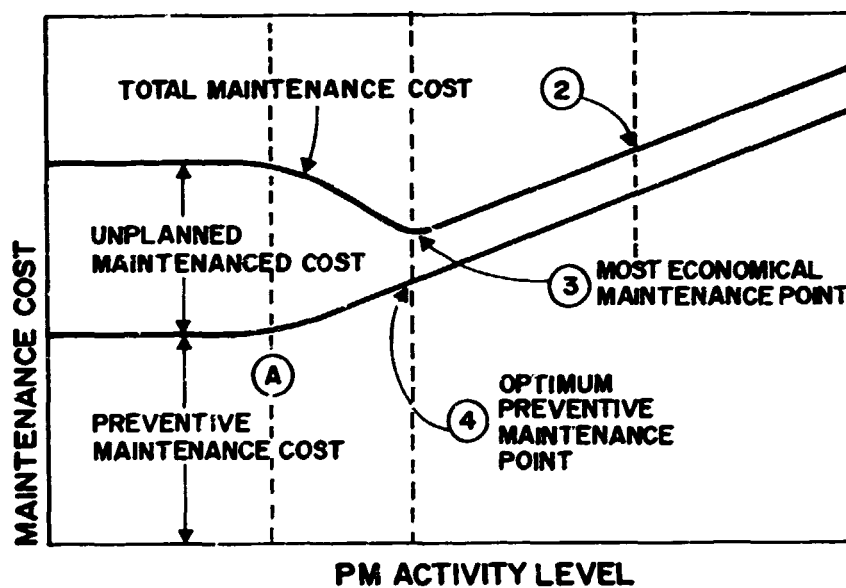 TOTAL MAINTENANCE COST
2
UNPLANNED
MAINTENANCED COST
3
MOST ECONOMICAL
MAINTENANCE POINT
A
PREVENTIVE
MAINTENANCE COST
4
OPTIMUM
PREVENTIVE
MAINTENANCE
POINT
MAINTENANCE COST
PM ACTIVITY LEVEL